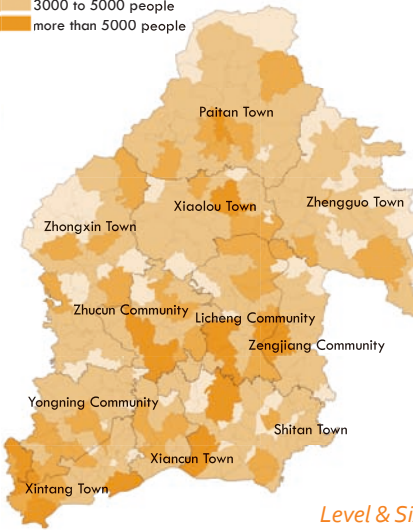 3000 to 5000 people
more than 5000 people
Paitan Town
Xiaolou Town
Zhengguo Town
Zhongxin Town
Zhucun Community
Licheng Community
Zengjiang Community
Yongning Community
Shitan Town
Xiancun Town
Xintang Town
Level & Si